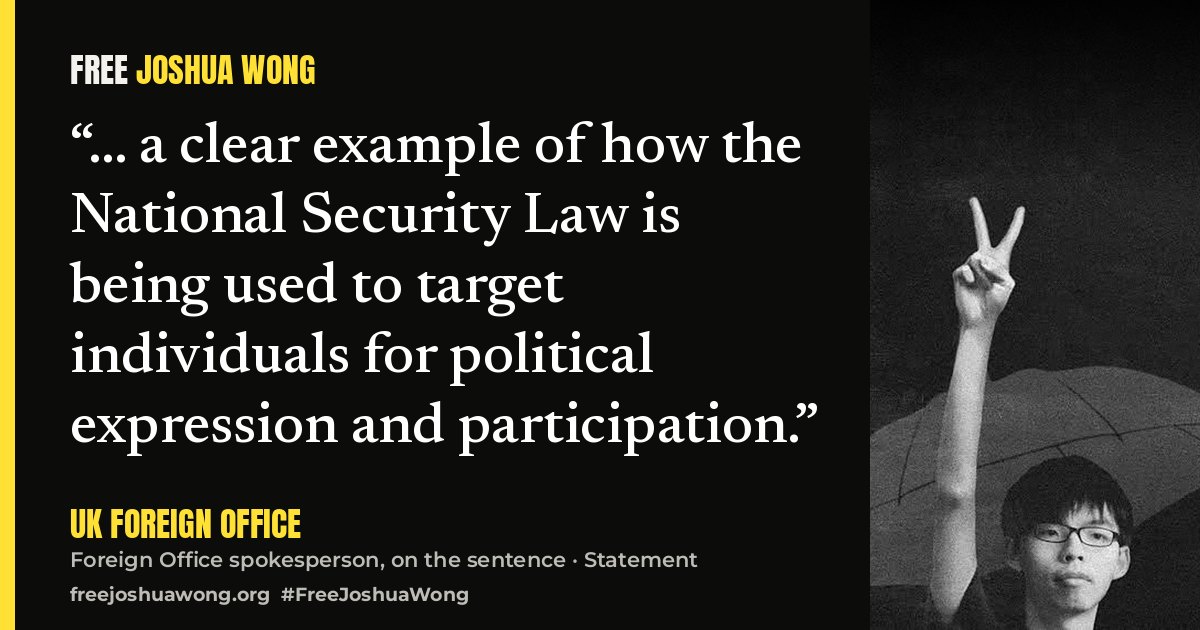 FREE JOSHUA WONG
“... a clear example of how the
National Security Law is
being used to target
individuals for political
expression and participation.”
UK FOREIGN OFFICE
Foreign Office spokesperson, on the sentence · Statement
freejoshuawong.org #FreeJoshuaWong